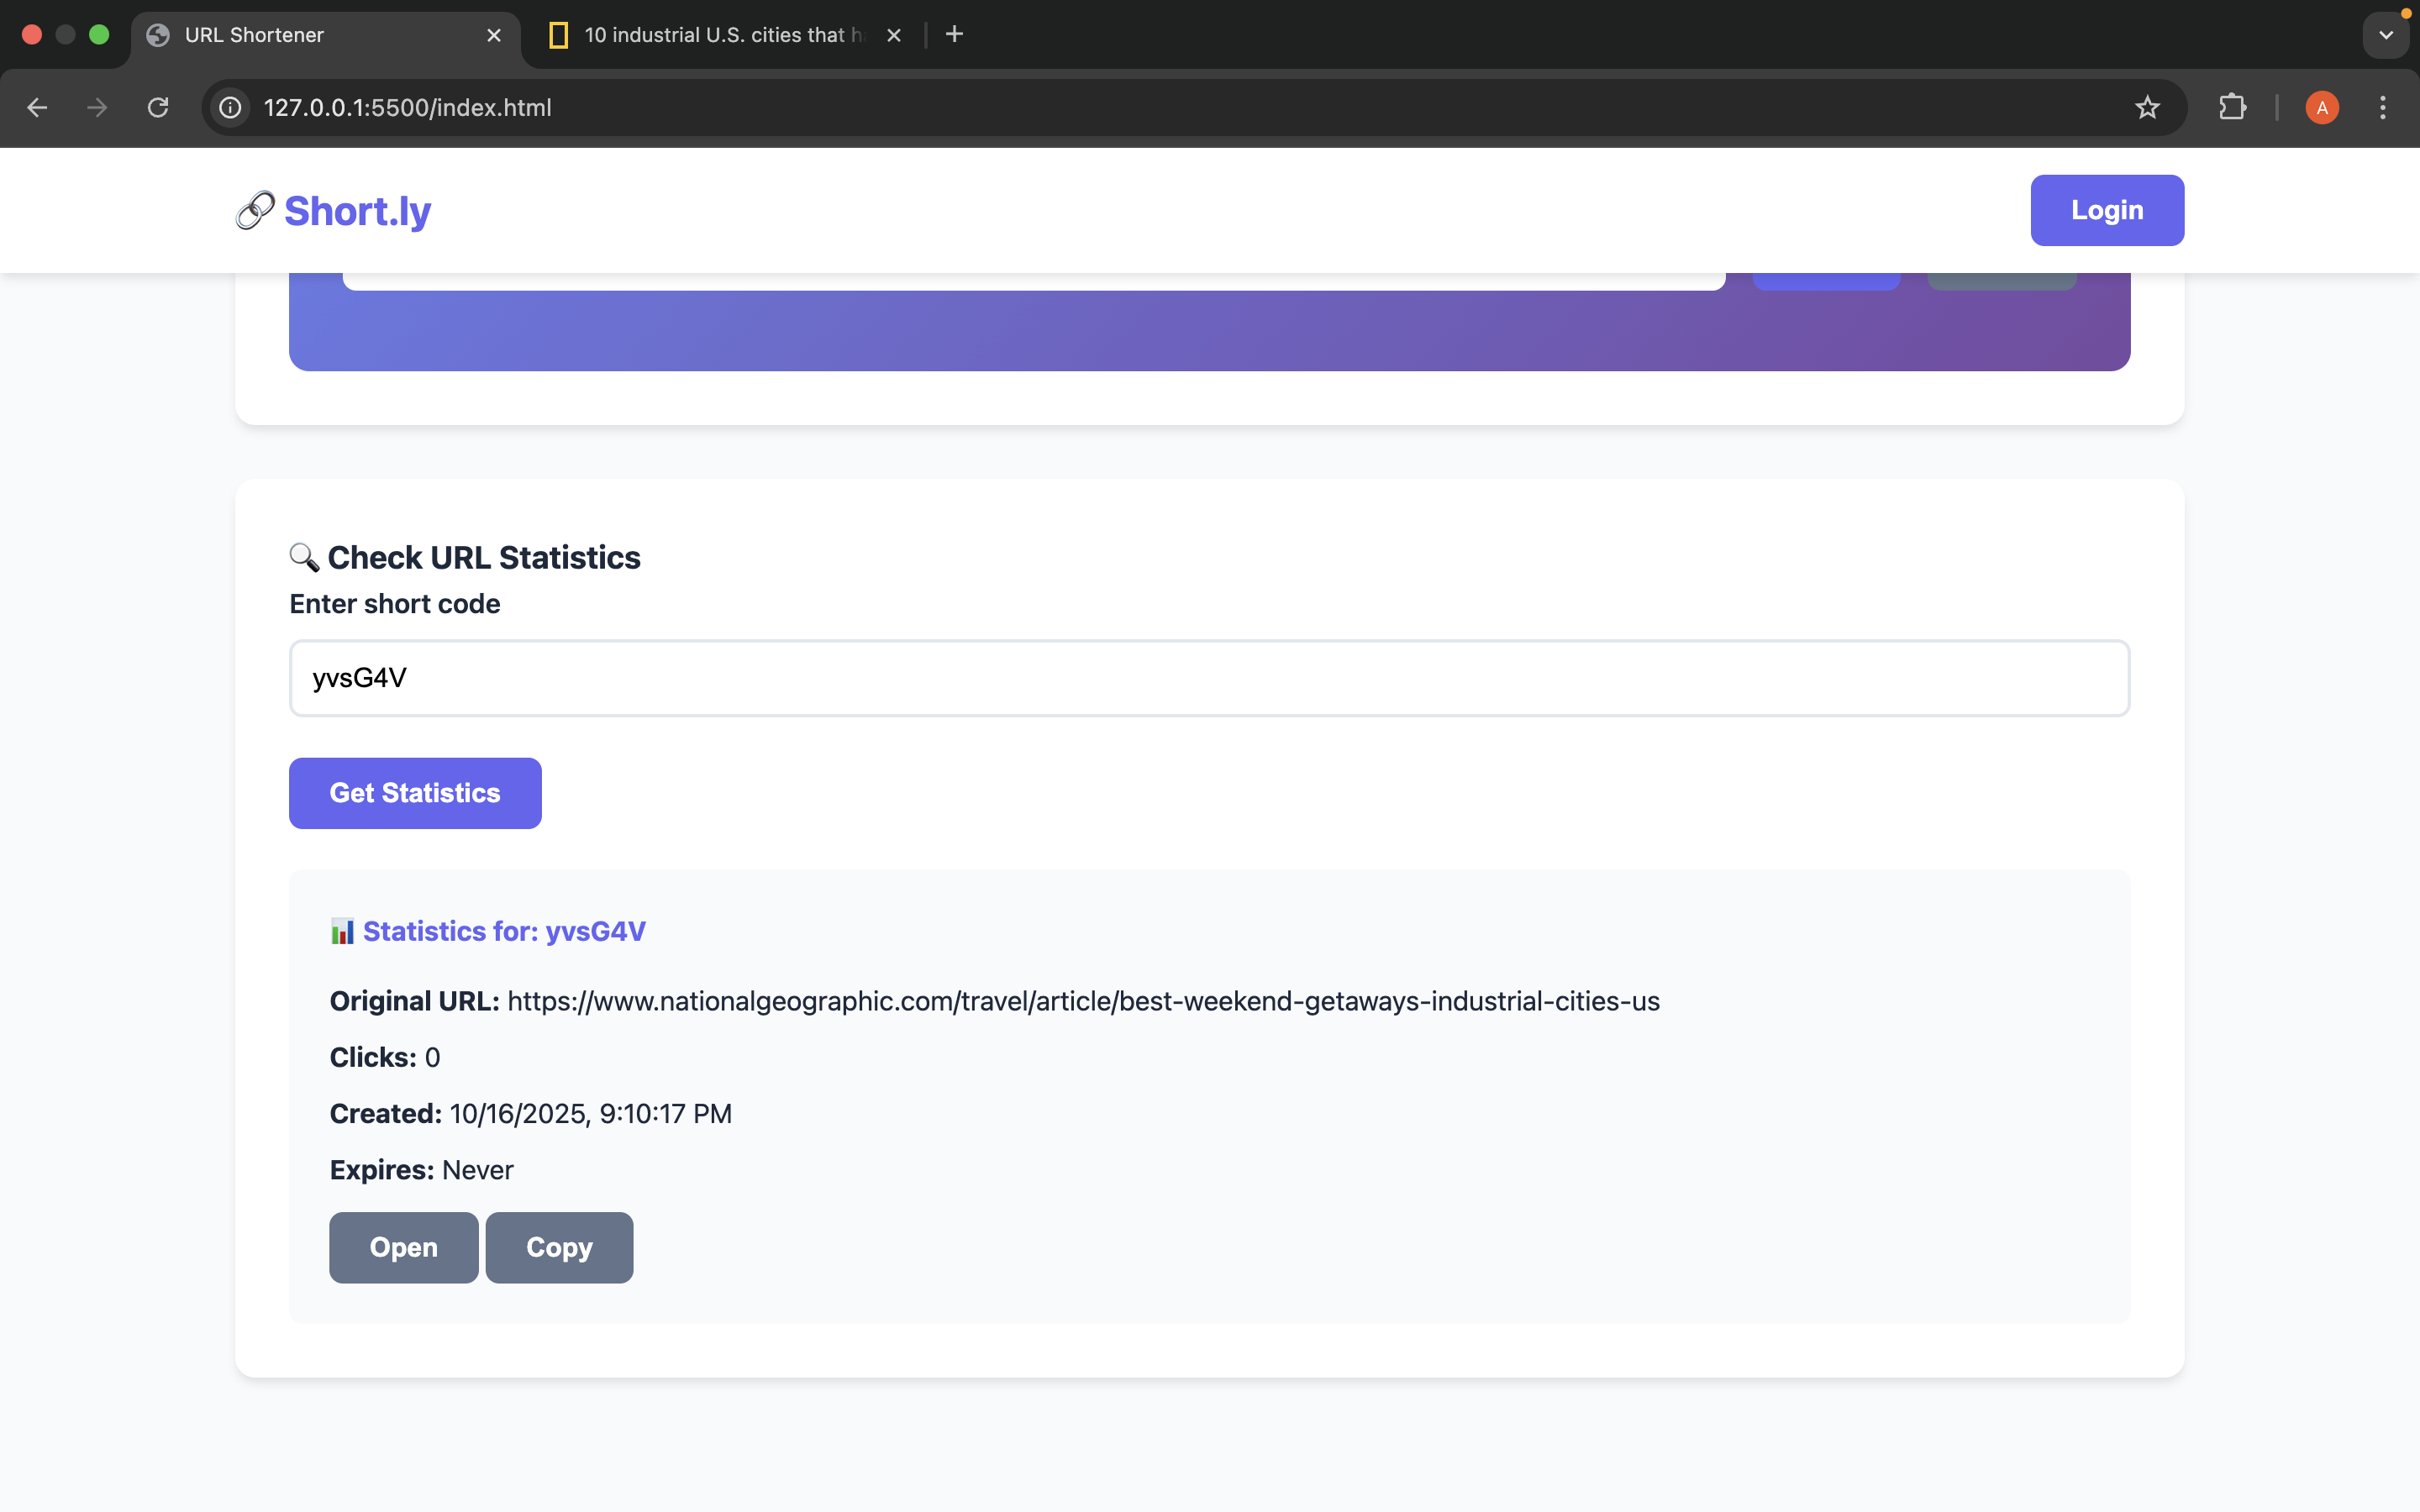 URL Shortener
10 industrial U.S. cities that h
127.0.0.1:5500/index.html
A
Short.ly
Login
Check URL Statistics
Enter short code
yvsG4V
Get Statistics
Statistics for: yvsG4V
Original URL: https://www.nationalgeographic.com/travel/article/best-weekend-getaways-industrial-cities-us
Clicks: 0
Created: 10/16/2025, 9:10:17 PM
Expires: Never
Open Copy